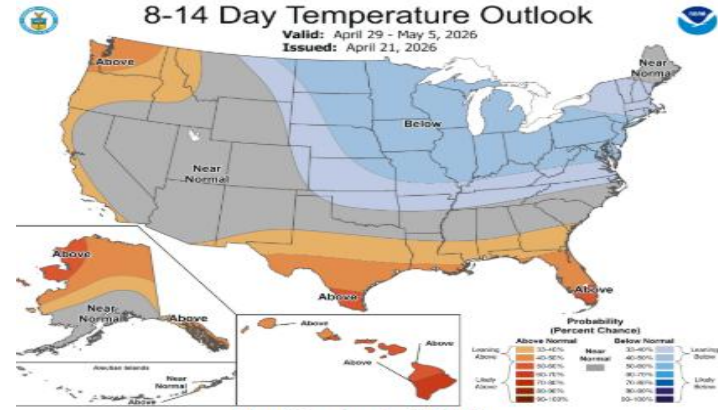 8-14 Day Temperature Outlook
Valid: April 29 - May 5, 2026
Issued: April 21, 2026
Above
Near
Normal
Below
Near
Normal
Above
Above
Above
Near
Normal
Above
Aleutian Islands
Near
Normal
Above
Above
Above
Above
Probability
(Percent Chance)
Above Normal
Below Normal
Leaning
Above
33-40%
40-50%
50-60%
60-70%
70-80%
80-90%
90-100%
Likely
Above
Near
Normal
33-40%
40-50%
50-60%
60-70%
70-80%
80-90%
90-100%
Leaning
Below
Likely
Below